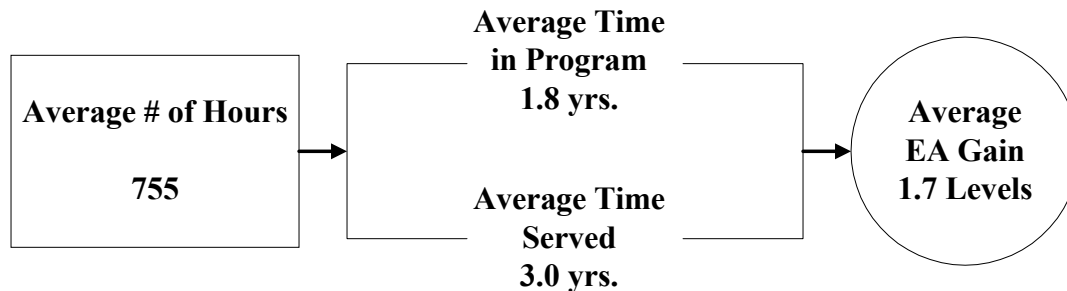 Average # of Hours
755
Average Time
in Program
1.8 yrs.
Average Time
Served
3.0 yrs.
Average
EA Gain
1.7 Levels